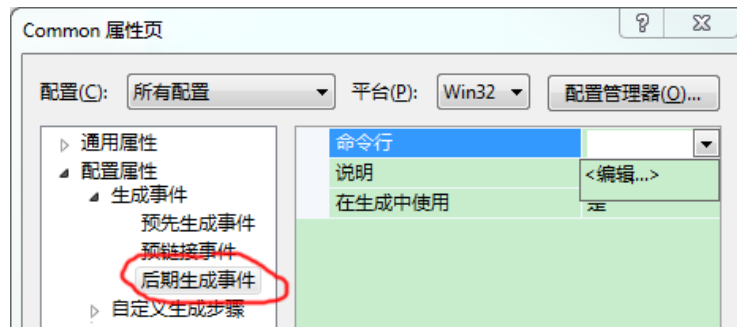 Common 属性页
配置(C): 所有配置 平台(P): Win32 配置管理器(O)...
通用属性
配置属性
生成事件
预先生成事件
预链接事件
后期生成事件
自定义生成步骤
命令行
说明
<编辑...>
在生成中使用 是